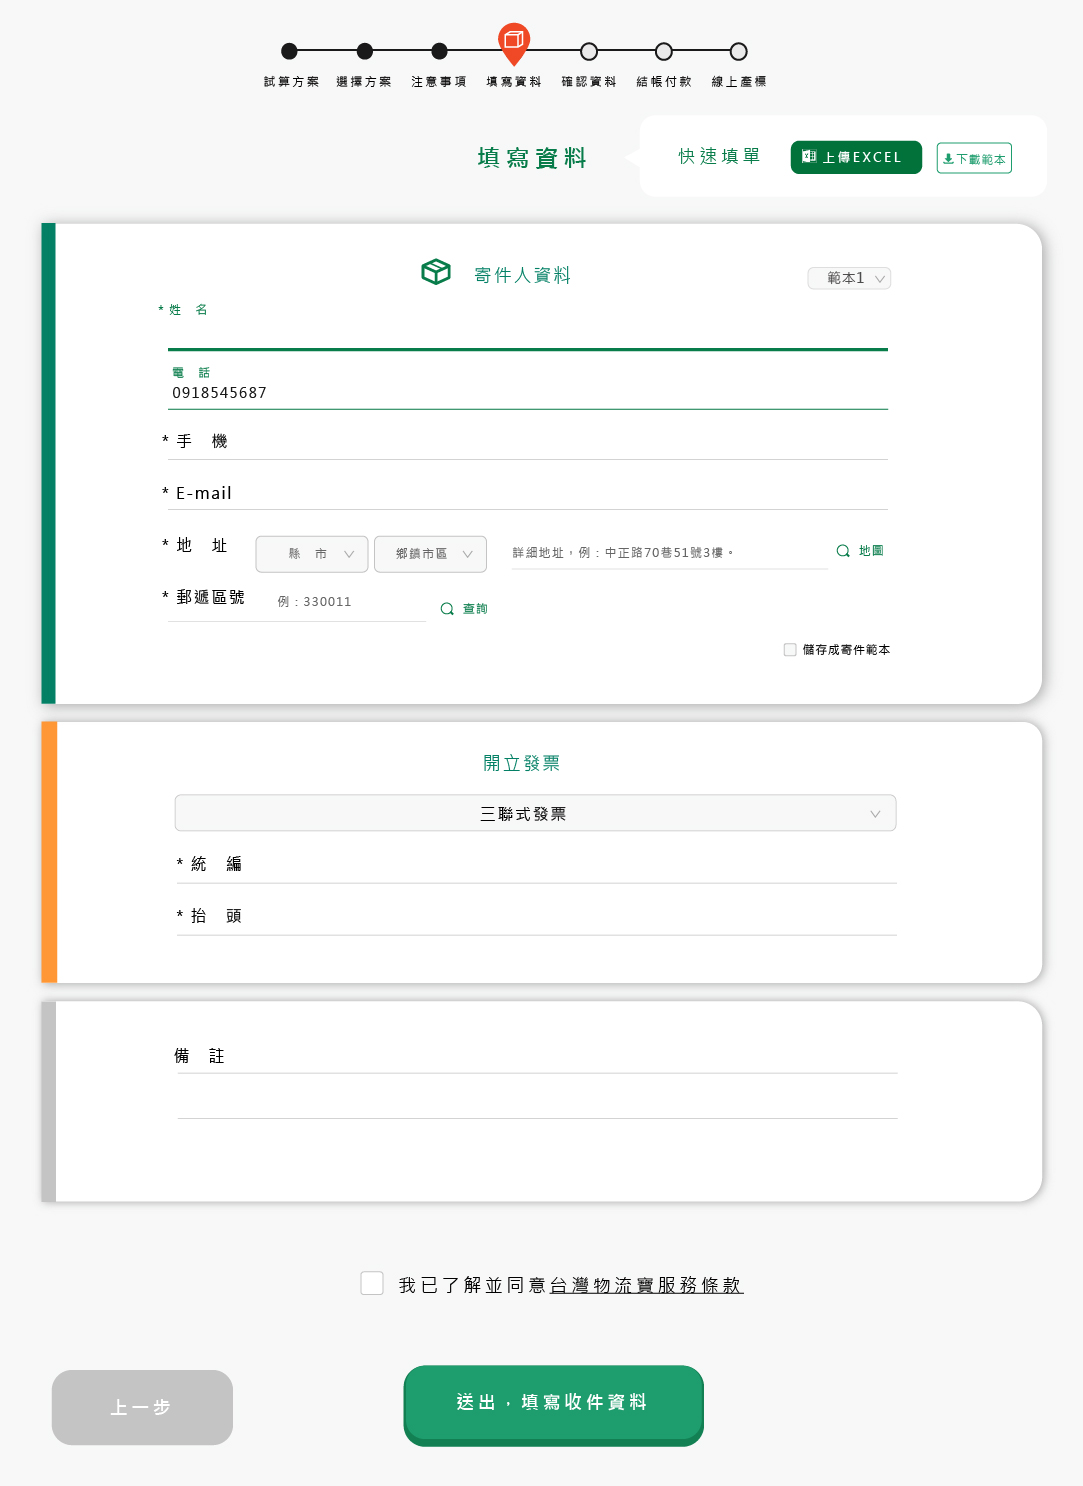 試算方案 選擇方案 注意事項 填寫資料 確認資料 結帳付款 線上產標
填寫資料 快速填單 上傳EXCEL 下載範本
寄件人資料 範本1
* 姓 名
電 話
0918545687
* 手 機
* E-mail
* 地 址 縣 市 鄉鎮市區 詳細地址，例：中正路70巷51號3樓。 地圖
* 郵遞區號 例：330011 查詢
儲存成寄件範本
開立發票
三聯式發票
* 統 編
* 抬 頭
備 註
我已了解並同意台灣物流寶服務條款
上一步 送出，填寫收件資料